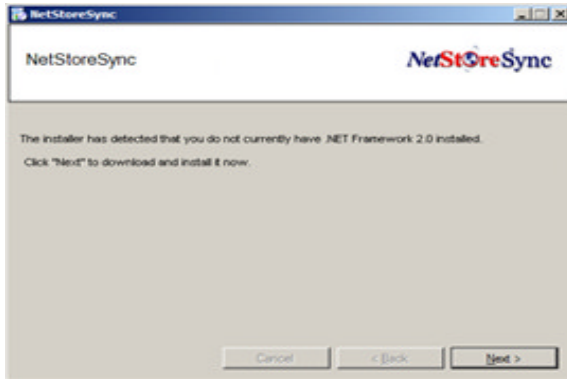 NetStoreSync
NetStoreSync
NetStoreSync
The installer has detected that you do not currently have .NET Framework 2.0 installed.
Click "Next" to download and install it now.
Cancel
< Back
Next >